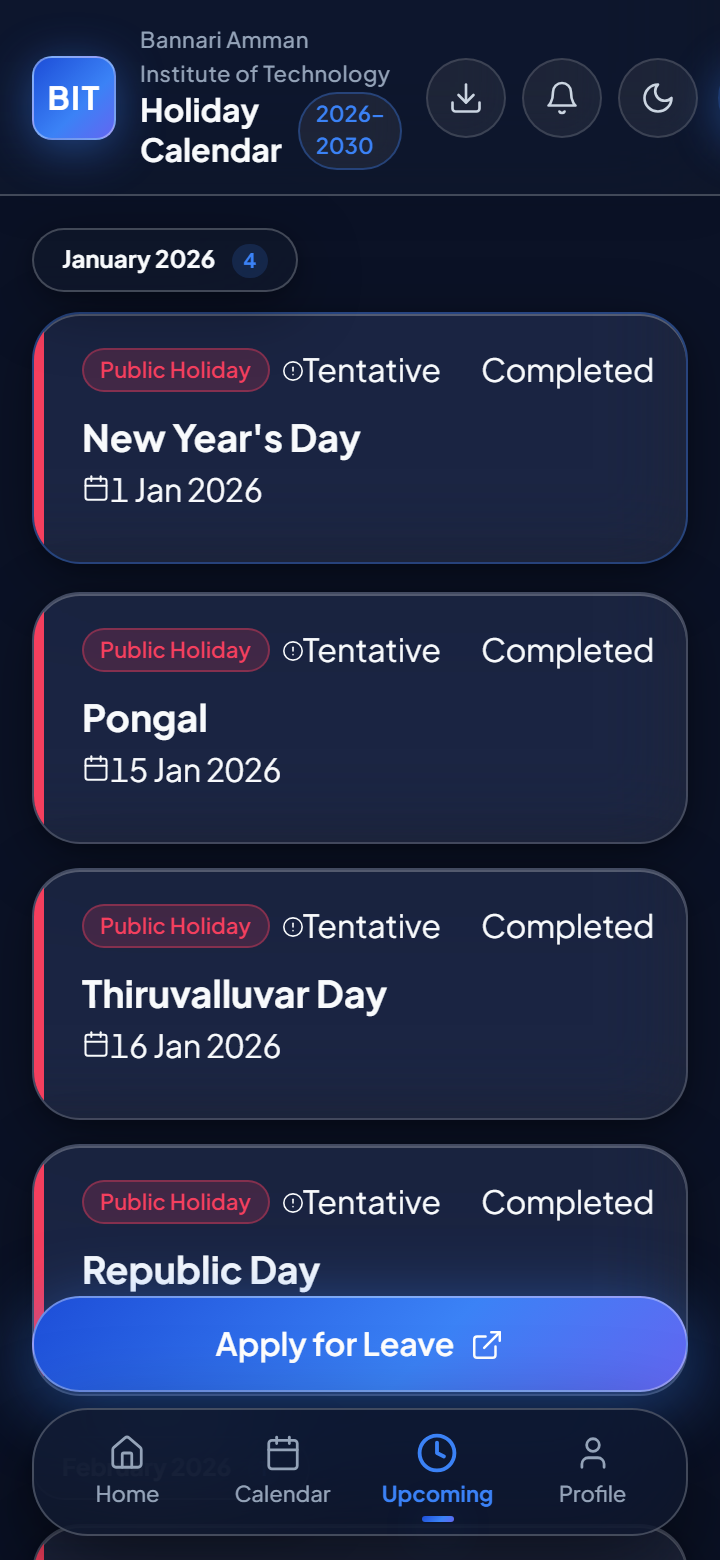 BIT
Bannari Amman
Institute of Technology
Holiday
Calendar
2026–
2030
January 2026 4
Public Holiday Tentative Completed
New Year's Day
1 Jan 2026
Public Holiday Tentative Completed
Pongal
15 Jan 2026
Public Holiday Tentative Completed
Thiruvalluvar Day
16 Jan 2026
Public Holiday Tentative Completed
Republic Day
Apply for Leave
February 2026
Home Calendar Upcoming Profile